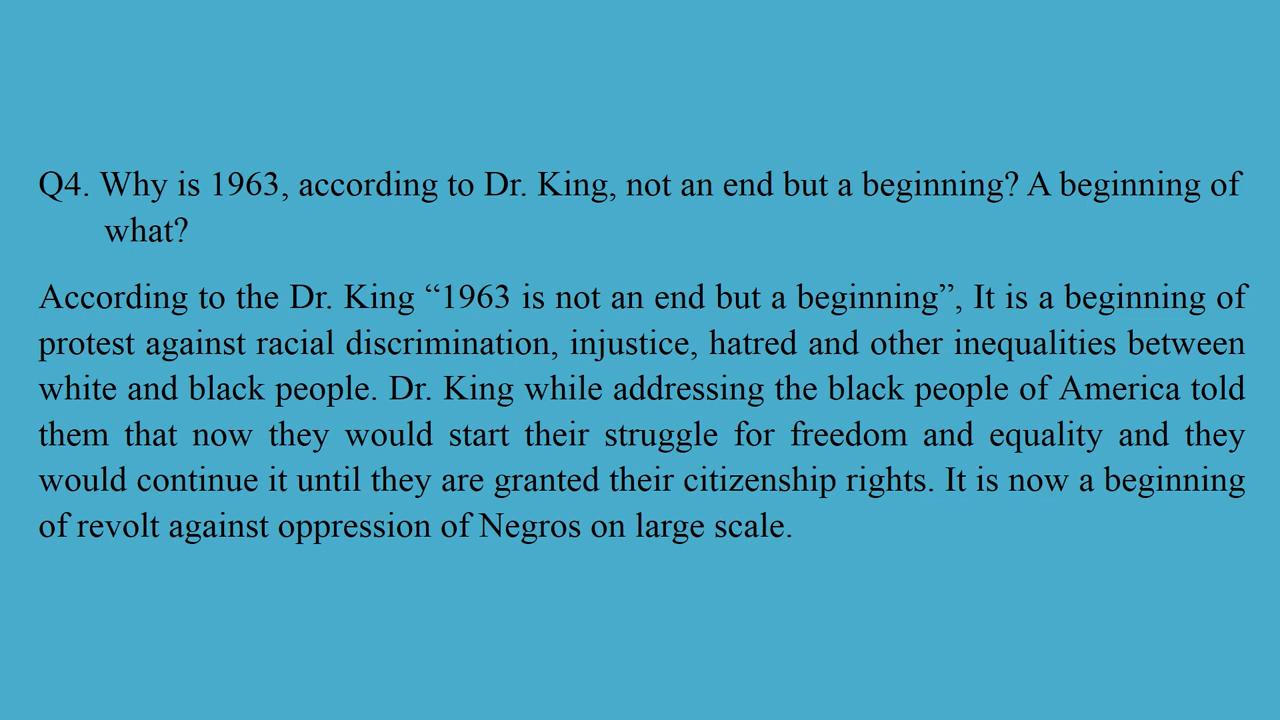 Q4. Why is 1963, according to Dr. King, not an end but a beginning? A beginning of
what?
According to the Dr. King “1963 is not an end but a beginning”, It is a beginning of
protest against racial discrimination, injustice, hatred and other inequalities between
white and black people. Dr. King while addressing the black people of America told
them that now they would start their struggle for freedom and equality and they
would continue it until they are granted their citizenship rights. It is now a beginning
of revolt against oppression of Negros on large scale.